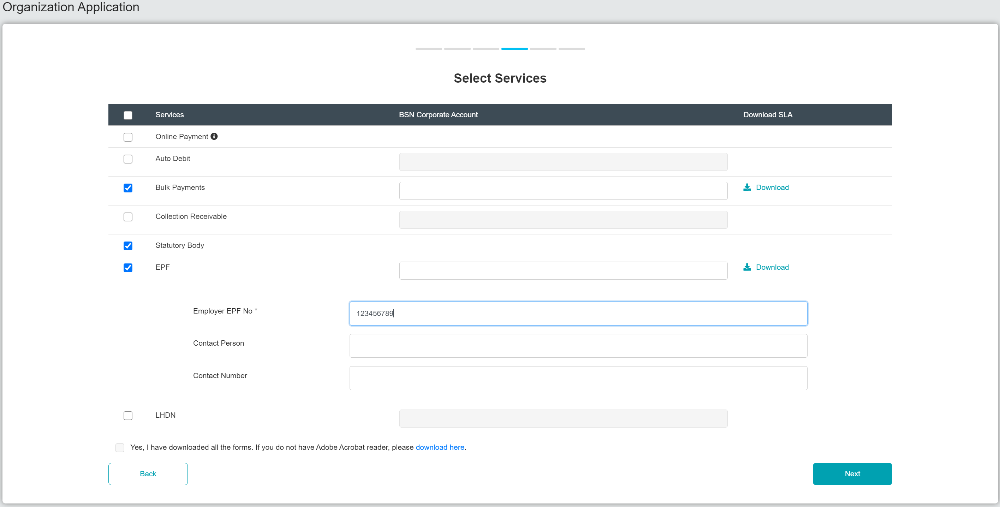 Organization Application
Select Services
Services BSN Corporate Account Download SLA
Online Payment
Auto Debit
Bulk Payments Download
Collection Receivable
Statutory Body
EPF Download
Employer EPF No * 123456789
Contact Person
Contact Number
LHDN
Yes, I have downloaded all the forms. If you do not have Adobe Acrobat reader, please download here.
Back Next